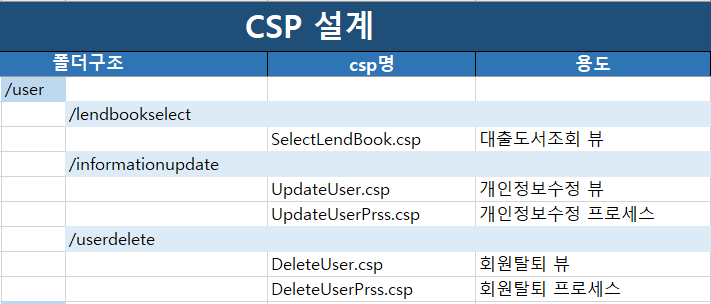 CSP 설계
폴더구조 csp명 용도
/user
/lendbookselect
SelectLendBook.csp 대출도서조회 뷰
/informationupdate
UpdateUser.csp 개인정보수정 뷰
UpdateUserPrss.csp 개인정보수정 프로세스
/userdelete
DeleteUser.csp 회원탈퇴 뷰
DeleteUserPrss.csp 회원탈퇴 프로세스